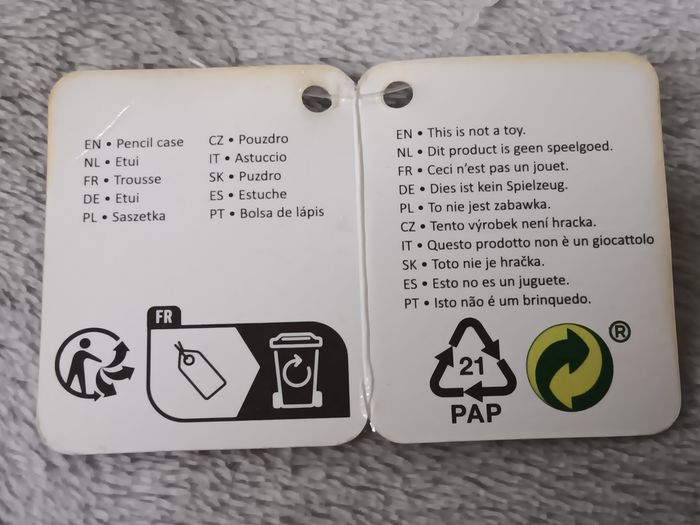 EN • Pencil case
NL • Etui
FR • Trousse
DE • Etui
PL • Saszetka
CZ • Pouzdro
IT • Astuccio
SK • Puzdro
ES • Estuche
PT • Bolsa de lápis
FR
EN • This is not a toy.
NL • Dit product is geen speelgoed.
FR • Ceci n'est pas un jouet.
DE • Dies ist kein Spielzeug.
PL • To nie jest zabawka.
CZ • Tento výrobek není hracka.
IT • Questo prodotto non è un giocattolo
SK • Toto nie je hračka.
ES • Esto no es un juguete.
PT • Isto não é um brinquedo.
21
PAP
®